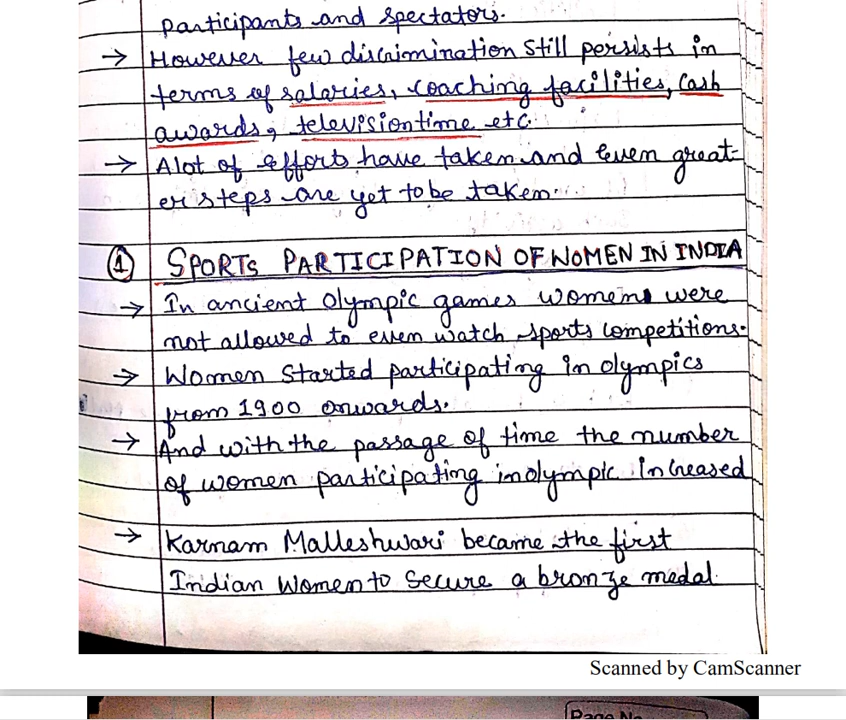 participants and spectators.
→ However few discrimination still persists in
terms of salaries, coaching facilities, cash
awards, televisiontime etc.
→ Alot of efforts have taken and even great-
er steps are yet to be taken.
① SPORTS PARTICIPATION OF WOMEN IN INDIA
→ In ancient Olympic games women were
not allowed to even watch sports competitions.
→ Women started participating in olympics
from 1900 onwards.
→ And with the passage of time the number
of women participating in olympic increased
→ Karnam Malleshwari became the first
Indian Women to secure a bronze medal.
Scanned by CamScanner
Page No.